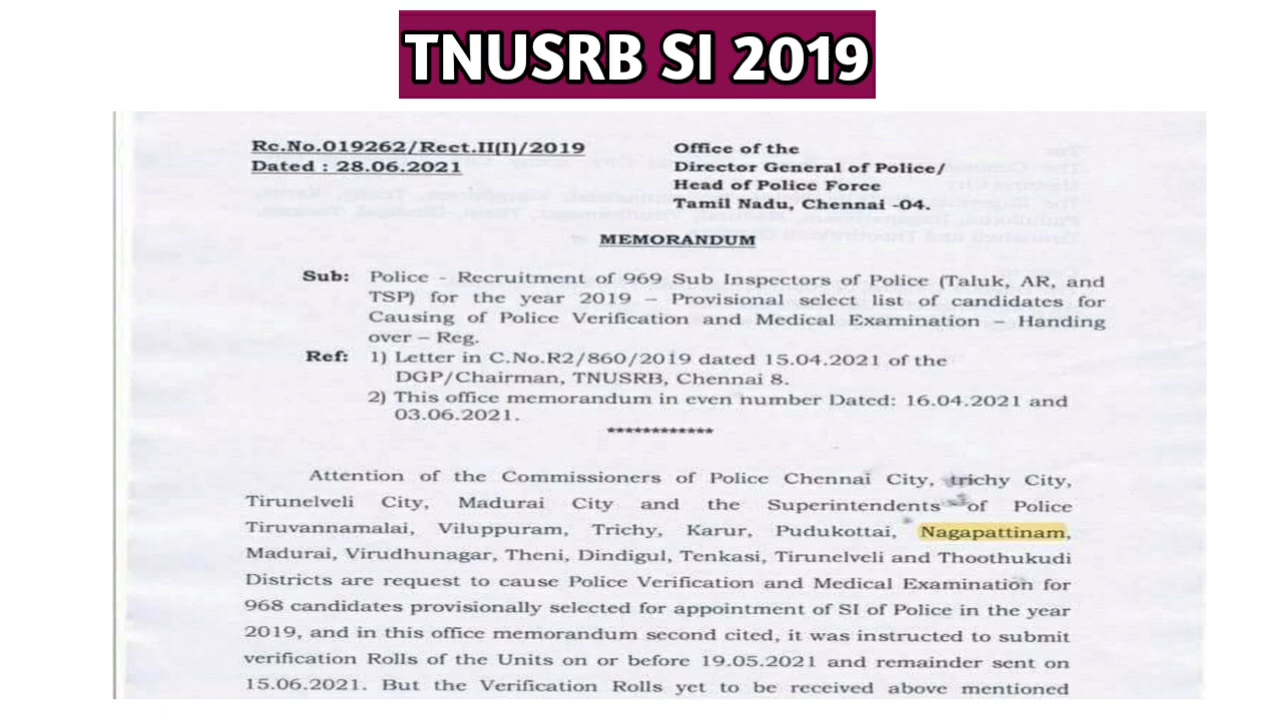 TNUSRB SI 2019
Rc.No.019262/Rect.II(I)/2019
Dated : 28.06.2021
Office of the
Director General of Police/
Head of Police Force
Tamil Nadu, Chennai -04.
MEMORANDUM
Sub: Police - Recruitment of 969 Sub Inspectors of Police (Taluk, AR, and
TSP) for the year 2019 – Provisional select list of candidates for
Causing of Police Verification and Medical Examination – Handing
over – Reg.
Ref: 1) Letter in C.No.R2/860/2019 dated 15.04.2021 of the
DGP/Chairman, TNUSRB, Chennai 8.
2) This office memorandum in even number Dated: 16.04.2021 and
03.06.2021.
************
Attention of the Commissioners of Police Chennai City, trichy City,
Tirunelveli City, Madurai City and the Superintendents of Police
Tiruvannamalai, Viluppuram, Trichy, Karur, Pudukottai, Nagapattinam,
Madurai, Virudhunagar, Theni, Dindigul, Tenkasi, Tirunelveli and Thoothukudi
Districts are request to cause Police Verification and Medical Examination for
968 candidates provisionally selected for appointment of SI of Police in the year
2019, and in this office memorandum second cited, it was instructed to submit
verification Rolls of the Units on or before 19.05.2021 and remainder sent on
15.06.2021. But the Verification Rolls yet to be received above mentioned